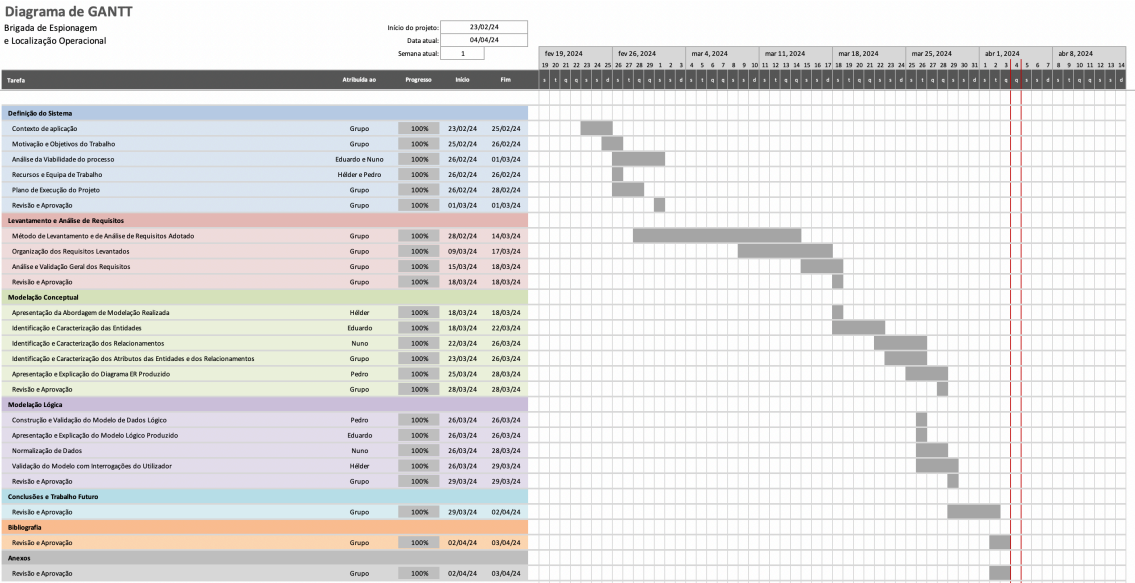 Diagrama de GANTT
Brigada de Espionagem
e Localização Operacional
Início do projeto: 23/02/24
Data atual: 04/04/24
Semana atual: 1
fev 19, 2024 fev 26, 2024 mar 4, 2024 mar 11, 2024 mar 18, 2024 mar 25, 2024 abr 1, 2024 abr 8, 2024
19 20 21 22 23 24 25 26 27 28 29 1 2 3 4 5 6 7 8 9 10 11 12 13 14 15 16 17 18 19 20 21 22 23 24 25 26 27 28 29 30 31 1 2 3 4 5 6 7 8 9 10 11 12 13 14
Tarefa Atribuída ao Progresso Início Fim s t q q s s d s t q q s s d s t q q s s d s t q q s s d s t q q s s d s t q q s s d s t q q s s d s t q q s s d
Definição do Sistema
Contexto de aplicação Grupo 100% 23/02/24 25/02/24
Motivação e Objetivos do Trabalho Grupo 100% 25/02/24 26/02/24
Análise da Viabilidade do processo Eduardo e Nuno 100% 26/02/24 01/03/24
Recursos e Equipa de Trabalho Hélder e Pedro 100% 26/02/24 26/02/24
Plano de Execução do Projeto Grupo 100% 26/02/24 28/02/24
Revisão e Aprovação Grupo 100% 01/03/24 01/03/24
Levantamento e Análise de Requisitos
Método de Levantamento e de Análise de Requisitos Adotado Grupo 100% 28/02/24 14/03/24
Organização dos Requisitos Levantados Grupo 100% 09/03/24 17/03/24
Análise e Validação Geral dos Requisitos Grupo 100% 15/03/24 18/03/24
Revisão e Aprovação Grupo 100% 18/03/24 18/03/24
Modelação Conceptual
Apresentação da Abordagem de Modelação Realizada Hélder 100% 18/03/24 18/03/24
Identificação e Caracterização das Entidades Eduardo 100% 18/03/24 22/03/24
Identificação e Caracterização dos Relacionamentos Nuno 100% 22/03/24 26/03/24
Identificação e Caracterização dos Atributos das Entidades e dos Relacionamentos Grupo 100% 23/03/24 26/03/24
Apresentação e Explicação do Diagrama ER Produzido Pedro 100% 25/03/24 28/03/24
Revisão e Aprovação Grupo 100% 28/03/24 28/03/24
Modelação Lógica
Construção e Validação do Modelo de Dados Lógico Pedro 100% 26/03/24 26/03/24
Apresentação e Explicação do Modelo Lógico Produzido Eduardo 100% 26/03/24 26/03/24
Normalização de Dados Nuno 100% 26/03/24 28/03/24
Validação do Modelo com Interrogações do Utilizador Hélder 100% 26/03/24 29/03/24
Revisão e Aprovação Grupo 100% 29/03/24 29/03/24
Conclusões e Trabalho Futuro
Revisão e Aprovação Grupo 100% 29/03/24 02/04/24
Bibliografia
Revisão e Aprovação Grupo 100% 02/04/24 03/04/24
Anexos
Revisão e Aprovação Grupo 100% 02/04/24 03/04/24